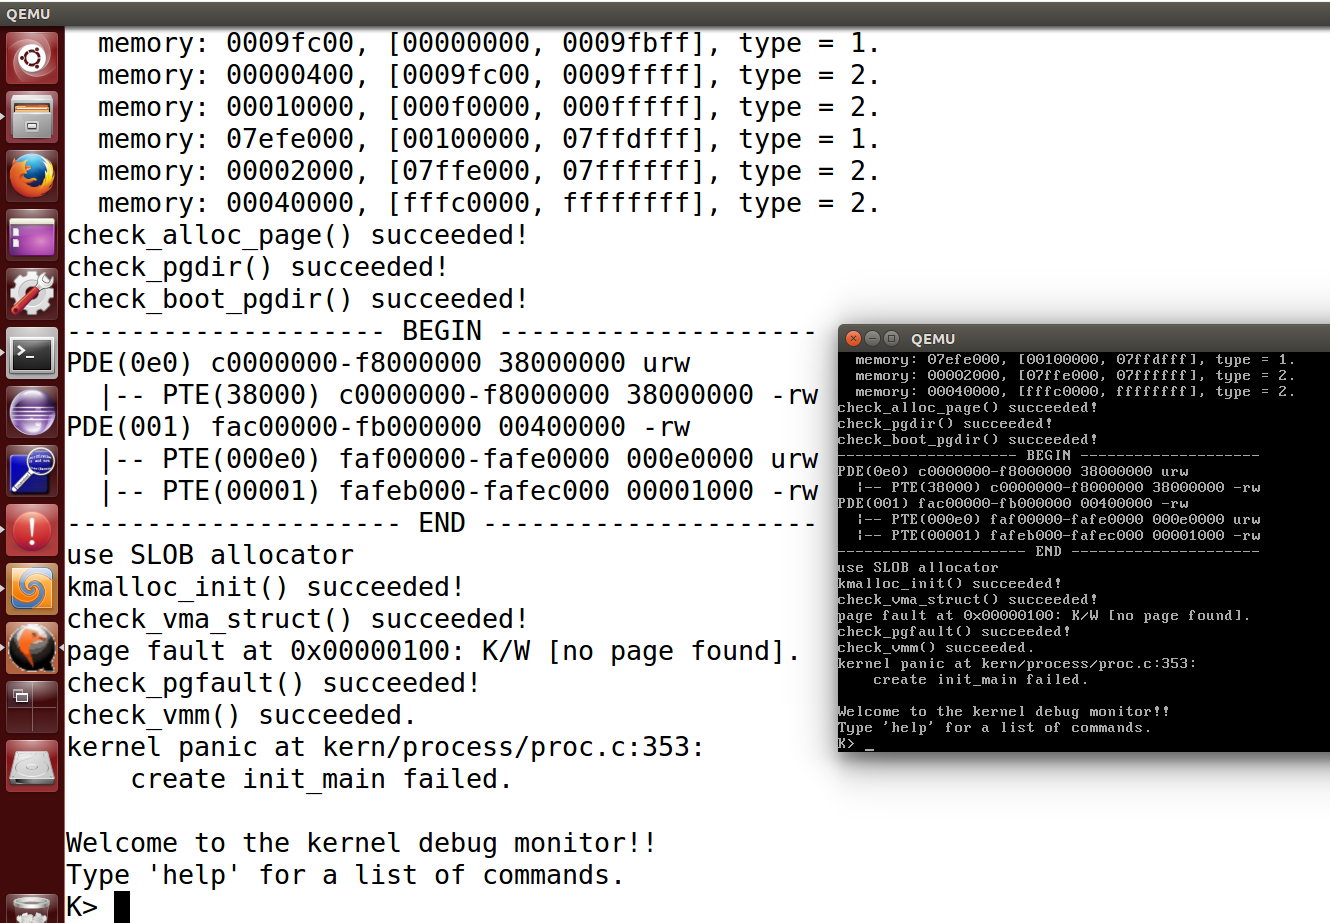 QEMU
  memory: 0009fc00, [00000000, 0009fbff], type = 1.
  memory: 00000400, [0009fc00, 0009ffff], type = 2.
  memory: 00010000, [000f0000, 000fffff], type = 2.
  memory: 07efe000, [00100000, 07ffdfff], type = 1.
  memory: 00002000, [07ffe000, 07ffffff], type = 2.
  memory: 00040000, [fffc0000, ffffffff], type = 2.
check_alloc_page() succeeded!
check_pgdir() succeeded!
check_boot_pgdir() succeeded!
-------------------- BEGIN --------------------
PDE(0e0) c0000000-f8000000 38000000 urw
  |-- PTE(38000) c0000000-f8000000 38000000 -rw
PDE(001) fac00000-fb000000 00400000 -rw
  |-- PTE(000e0) faf00000-fafe0000 000e0000 urw
  |-- PTE(00001) fafeb000-fafec000 00001000 -rw
--------------------- END ---------------------
use SLOB allocator
kmalloc_init() succeeded!
check_vma_struct() succeeded!
page fault at 0x00000100: K/W [no page found].
check_pgfault() succeeded!
check_vmm() succeeded.
kernel panic at kern/process/proc.c:353:
    create init_main failed.
Welcome to the kernel debug monitor!!
Type 'help' for a list of commands.
K>
QEMU
  memory: 07efe000, [00100000, 07ffdfff], type = 1.
  memory: 00002000, [07ffe000, 07ffffff], type = 2.
  memory: 00040000, [fffc0000, ffffffff], type = 2.
check_alloc_page() succeeded!
check_pgdir() succeeded!
check_boot_pgdir() succeeded!
-------------------- BEGIN --------------------
PDE(0e0) c0000000-f8000000 38000000 urw
  |-- PTE(38000) c0000000-f8000000 38000000 -rw
PDE(001) fac00000-fb000000 00400000 -rw
  |-- PTE(000e0) faf00000-fafe0000 000e0000 urw
  |-- PTE(00001) fafeb000-fafec000 00001000 -rw
--------------------- END ---------------------
use SLOB allocator
kmalloc_init() succeeded!
check_vma_struct() succeeded!
page fault at 0x00000100: K/W [no page found].
check_pgfault() succeeded!
check_vmm() succeeded.
kernel panic at kern/process/proc.c:353:
    create init_main failed.
Welcome to the kernel debug monitor!!
Type 'help' for a list of commands.
K> _